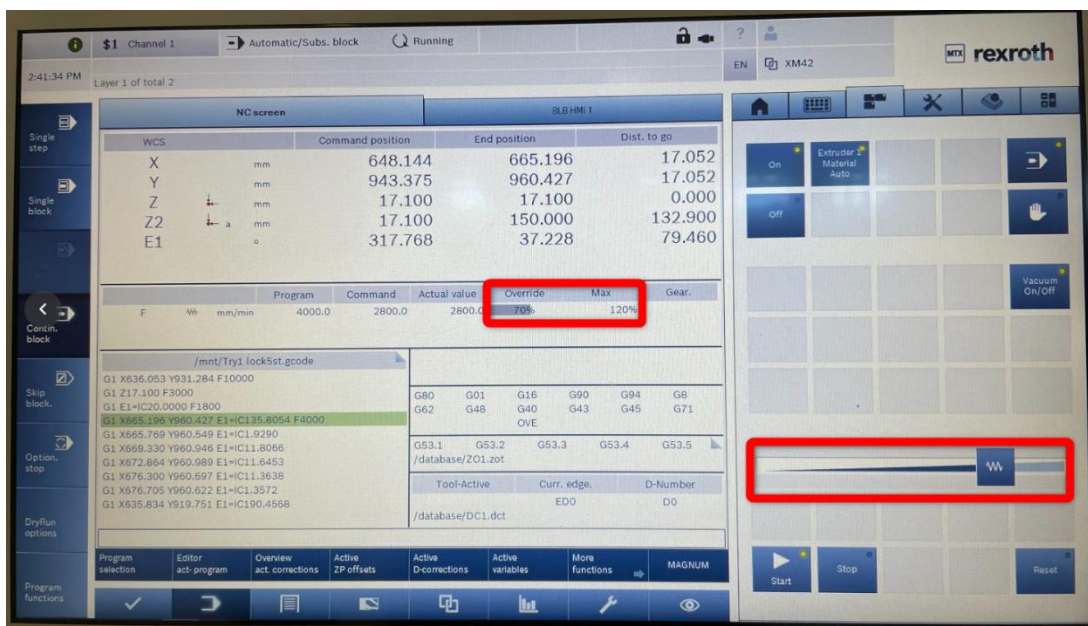 $1 Channel 1 Automatic/Subs. block Running
? 
MTX rexroth
2:41:34 PM
Layer 1 of total 2
EN XM42
NC screen
BLB HMI 1
WCS Command position End position Dist. to go
X mm 648.144 665.196 17.052
Y mm 943.375 960.427 17.052
Z mm 17.100 17.100 0.000
Z2 a mm 17.100 150.000 132.900
E1 ° 317.768 37.228 79.460
Program Command Actual value Override Max Gear.
F mm/min 4000.0 2800.0 2800.0 70% 120%
/mnt/Try1 lock5st.gcode
G1 X636.053 Y931.284 F10000
G1 Z17.100 F3000
G1 E1=IC20.0000 F1800
G1 X665.196 Y960.427 E1=IC135.8054 F4000
G1 X665.769 Y960.549 E1=IC1.9290
G1 X669.330 Y960.946 E1=IC11.8066
G1 X672.864 Y960.989 E1=IC11.6453
G1 X676.300 Y960.697 E1=IC11.3638
G1 X676.705 Y960.622 E1=IC1.3572
G1 X635.834 Y919.751 E1=IC190.4568
G80 G01 G16 G90 G94 G8
G62 G48 G40 G43 G45 G71
OVE
G53.1 G53.2 G53.3 G53.4 G53.5
/database/ZO1.zot
Tool-Active Curr. edge. D-Number
ED0 D0
/database/DC1.dct
Single
step
Single
block
Contin.
block
Skip
block.
Option.
stop
DryRun
options
Program
functions
Program
selection
Editor
act- program
Overview
act. corrections
Active
ZP offsets
Active
D-corrections
Active
variables
More
functions
MAGNUM
On
Extruder 1
Material
Auto
Off
Vacuum
On/Off
Start
Stop
Reset